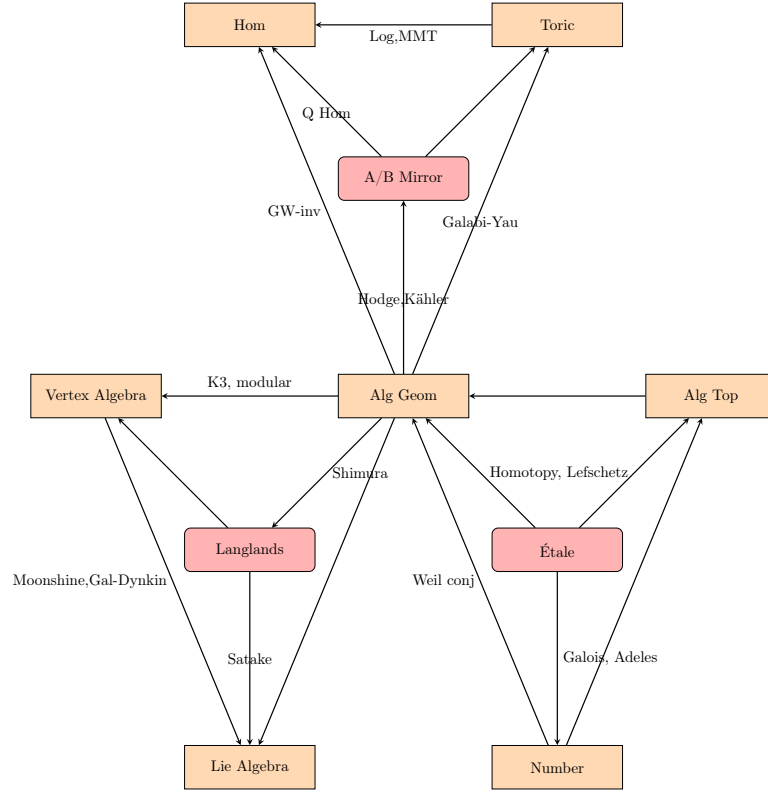 Hom
Toric
Log,MMT
Q Hom
A/B Mirror
GW-inv
Galabi-Yau
Hodge,Kähler
K3, modular
Vertex Algebra
Alg Geom
Alg Top
Shimura
Homotopy, Lefschetz
Langlands
Étale
Moonshine,Gal-Dynkin
Weil conj
Satake
Galois, Adeles
Lie Algebra
Number